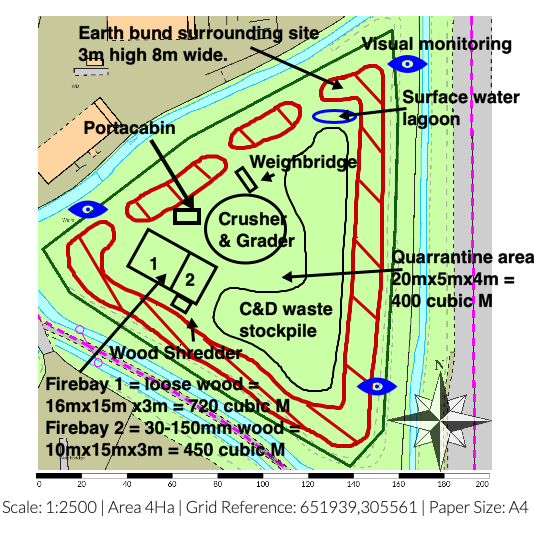 Earth bund surrounding site
3m high 8m wide.
Visual monitoring
Surface water
lagoon
Portacabin
Weighbridge
Crusher
& Grader
Quarrantine area
20mx5mx4m =
400 cubic M
1
2
C&D waste
stockpile
Wood Shredder
Firebay 1 = loose wood =
16mx15m x3m = 720 cubic M
Firebay 2 = 30-150mm wood =
10mx15mx3m = 450 cubic M
N
0 20 40 60 80 100 120 140 160 180 200
Scale: 1:2500 | Area 4Ha | Grid Reference: 651939,305561 | Paper Size: A4